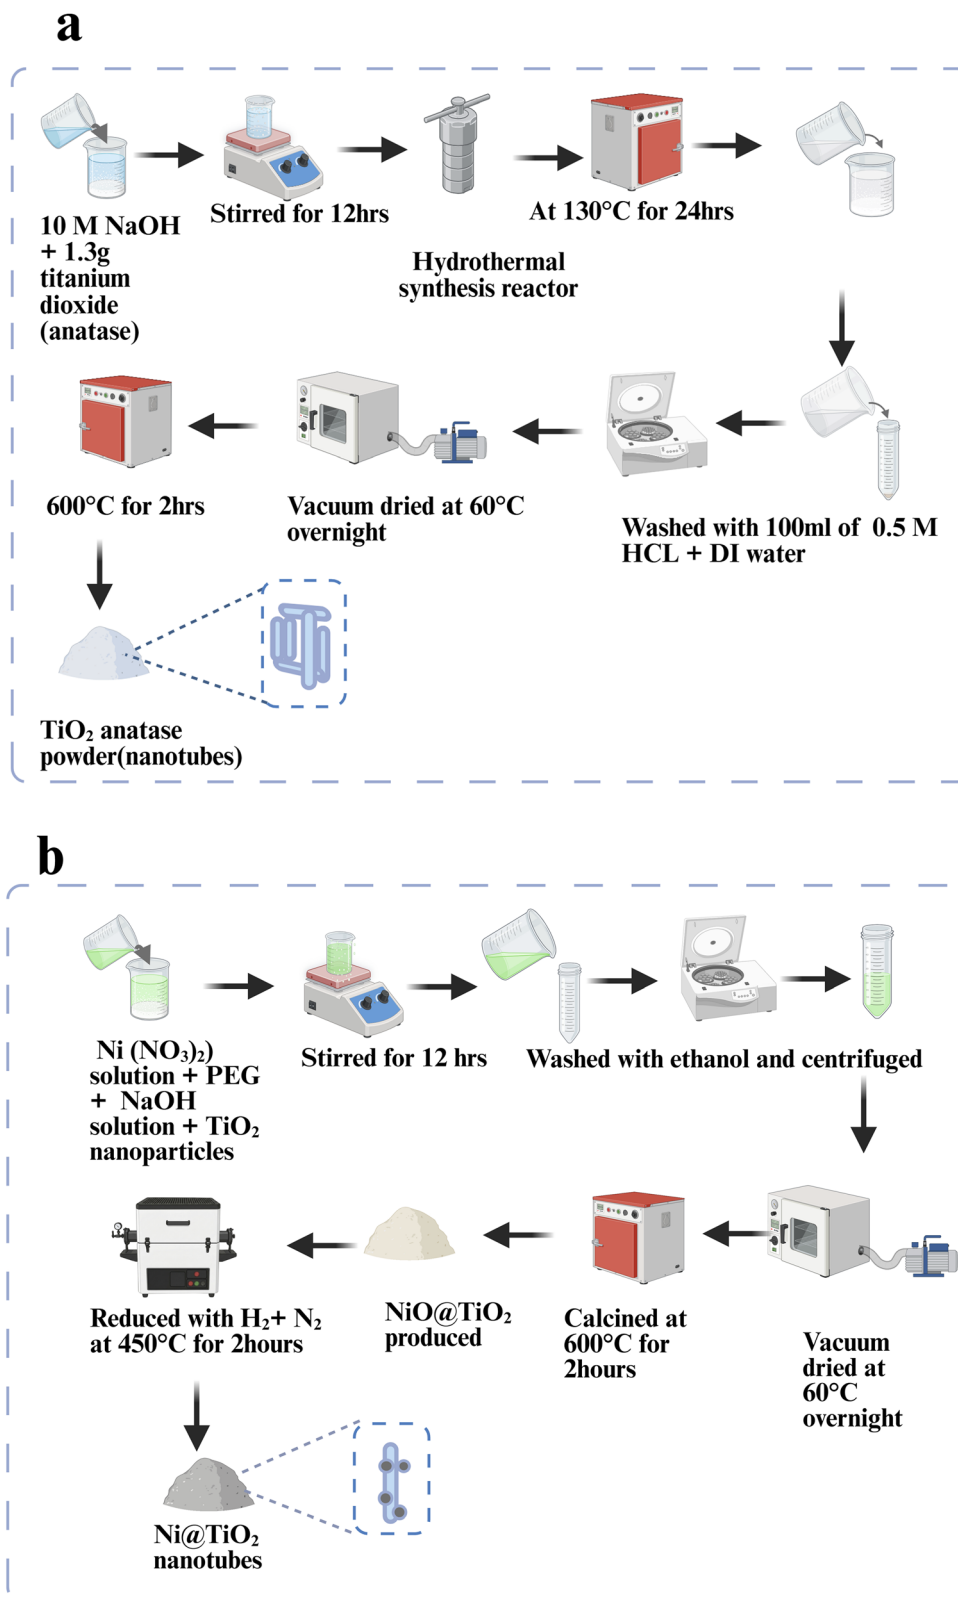 a
10 M NaOH
+ 1.3g
titanium
dioxide
(anatase)
Stirred for 12hrs
Hydrothermal
synthesis reactor
At 130°C for 24hrs
Washed with 100ml of 0.5 M
HCL + DI water
Vacuum dried at 60°C
overnight
600°C for 2hrs
TiO₂ anatase
powder(nanotubes)
b
Ni (NO₃)₂)
solution + PEG
+ NaOH
solution + TiO₂
nanoparticles
Stirred for 12 hrs
Washed with ethanol and centrifuged
Vacuum
dried at
60°C
overnight
Calcined at
600°C for
2hours
NiO@TiO₂
produced
Reduced with H₂+ N₂
at 450°C for 2hours
Ni@TiO₂
nanotubes